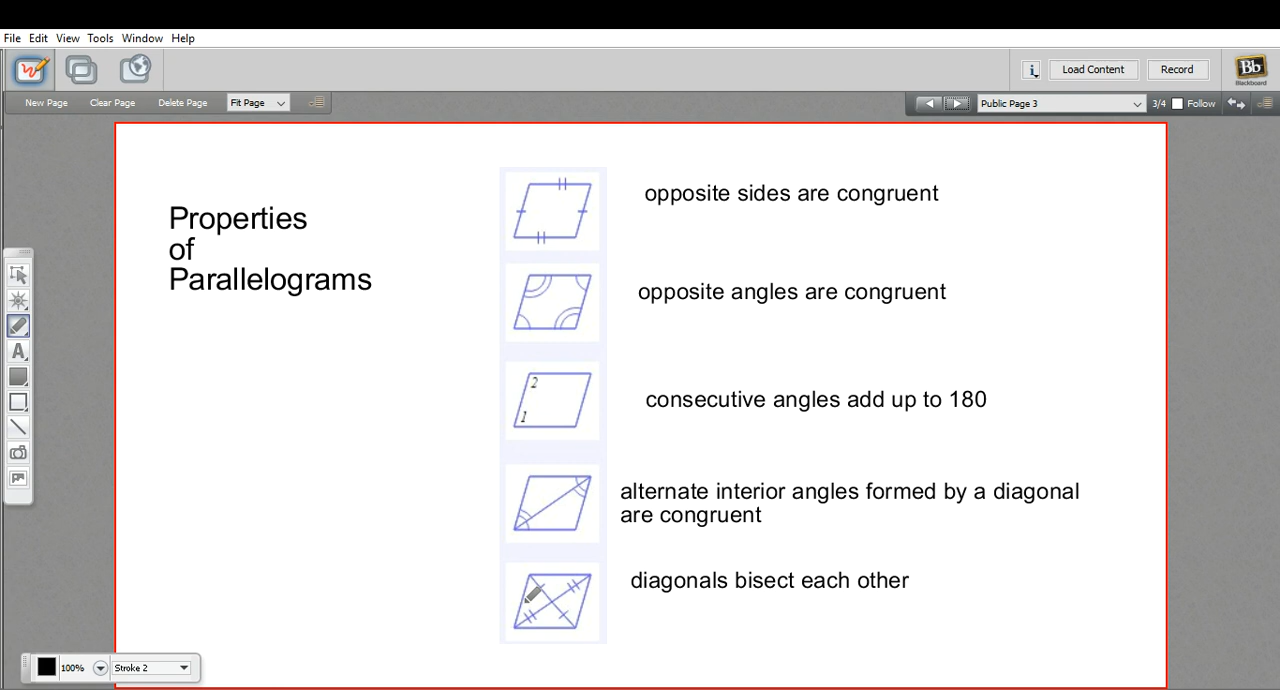 File Edit View Tools Window Help
i Load Content Record Bb
Blackboard
New Page Clear Page Delete Page Fit Page Public Page 3 3/4 Follow
Properties
of
Parallelograms
opposite sides are congruent
opposite angles are congruent
2
1
consecutive angles add up to 180
alternate interior angles formed by a diagonal
are congruent
diagonals bisect each other
A
100% Stroke 2